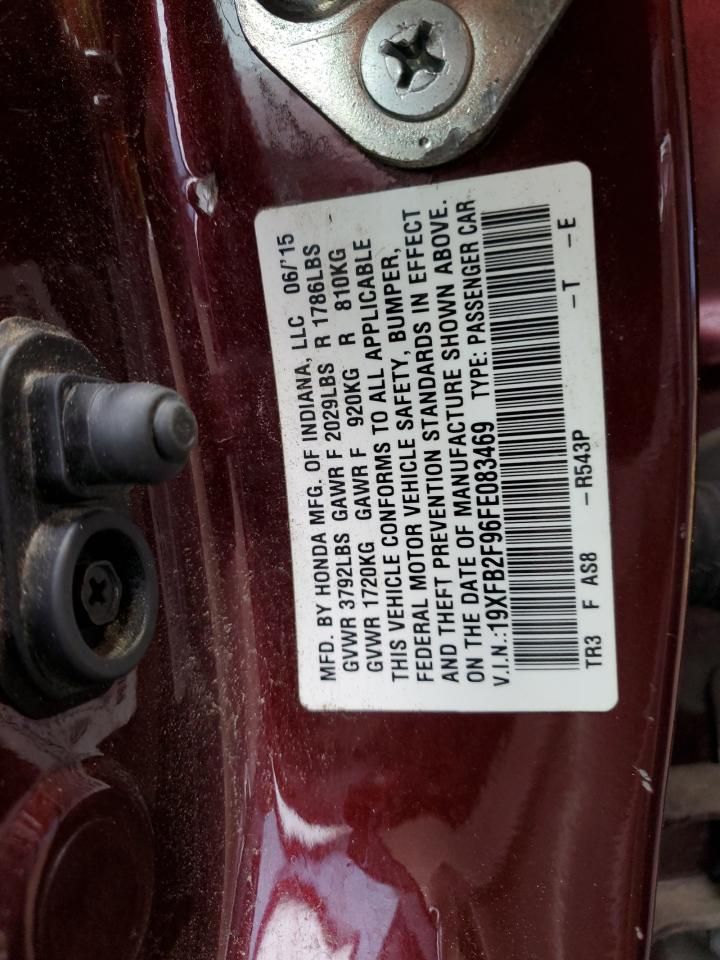 MFD. BY HONDA MFG. OF INDIANA, LLC 06/'15
GVWR 3792LBS GAWR F 2029LBS R 1786LBS
GVWR 1720KG GAWR F 920KG R 810KG
THIS VEHICLE CONFORMS TO ALL APPLICABLE
FEDERAL MOTOR VEHICLE SAFETY, BUMPER,
AND THEFT PREVENTION STANDARDS IN EFFECT
ON THE DATE OF MANUFACTURE SHOWN ABOVE.
V.I.N.:19XFB2F96FE083469 TYPE: PASSENGER CAR
TR3 F AS8 -R543P -T -E